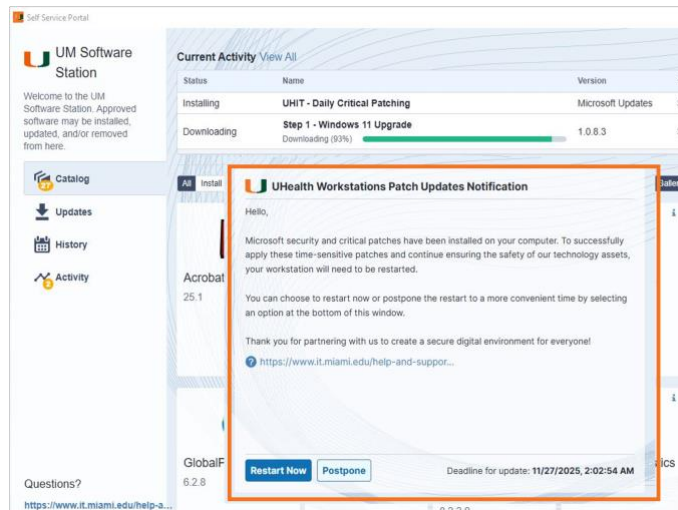 Self Service Portal
UM Software
Station
Welcome to the UM
Software Station. Approved
software may be installed,
updated, and/or removed
from here.
Catalog
27
Updates
History
Activity
Questions?
https://www.it.miami.edu/help-a...
Current Activity View All
Status Name Version
Installing UHIT - Daily Critical Patching Microsoft Updates
Downloading Step 1 - Windows 11 Upgrade 1.0.8.3
Downloading (93%)
All Install
Acrobat
25.1
GlobalF
6.2.8
UHealth Workstations Patch Updates Notification
Hello,
Microsoft security and critical patches have been installed on your computer. To successfully
apply these time-sensitive patches and continue ensuring the safety of our technology assets,
your workstation will need to be restarted.
You can choose to restart now or postpone the restart to a more convenient time by selecting
an option at the bottom of this window.
Thank you for partnering with us to create a secure digital environment for everyone!
https://www.it.miami.edu/help-and-suppor...
Restart Now Postpone Deadline for update: 11/27/2025, 2:02:54 AM
tics